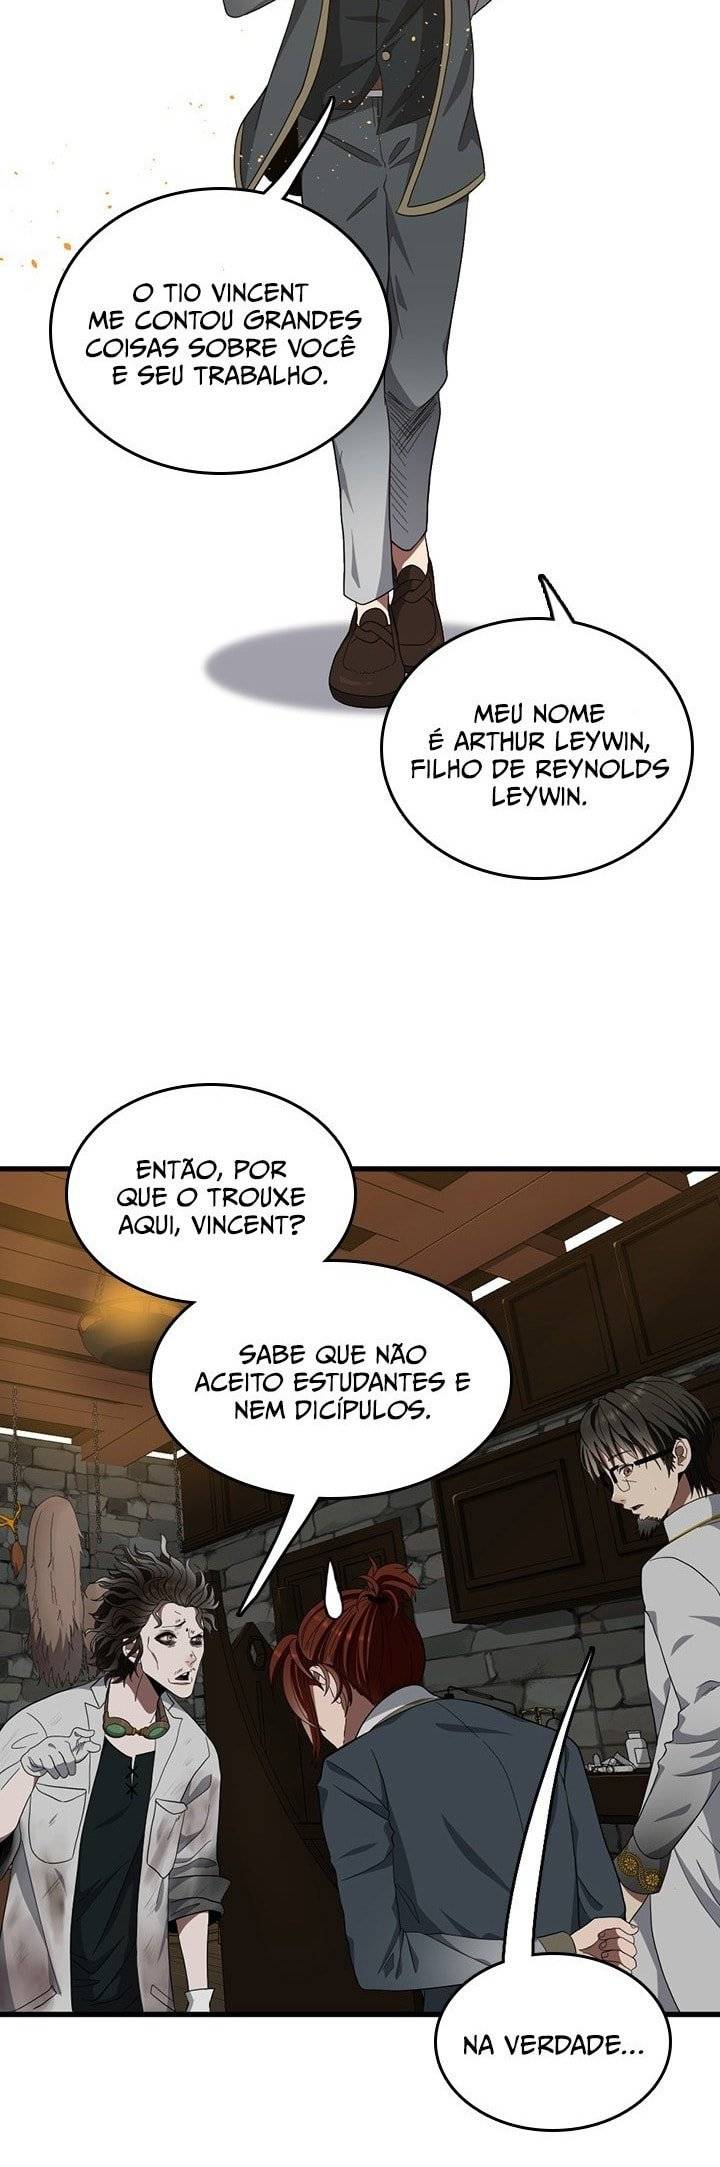 O TIO VINCENT
ME CONTOU GRANDES
COISAS SOBRE VOCÊ
E SEU TRABALHO.
MEU NOME
É ARTHUR LEYWIN,
FILHO DE REYNOLDS
LEYWIN.
ENTÃO, POR
QUE O TROUXE
AQUI, VINCENT?
SABE QUE NÃO
ACEITO ESTUDANTES E
NEM DICÍPULOS.
NA VERDADE...